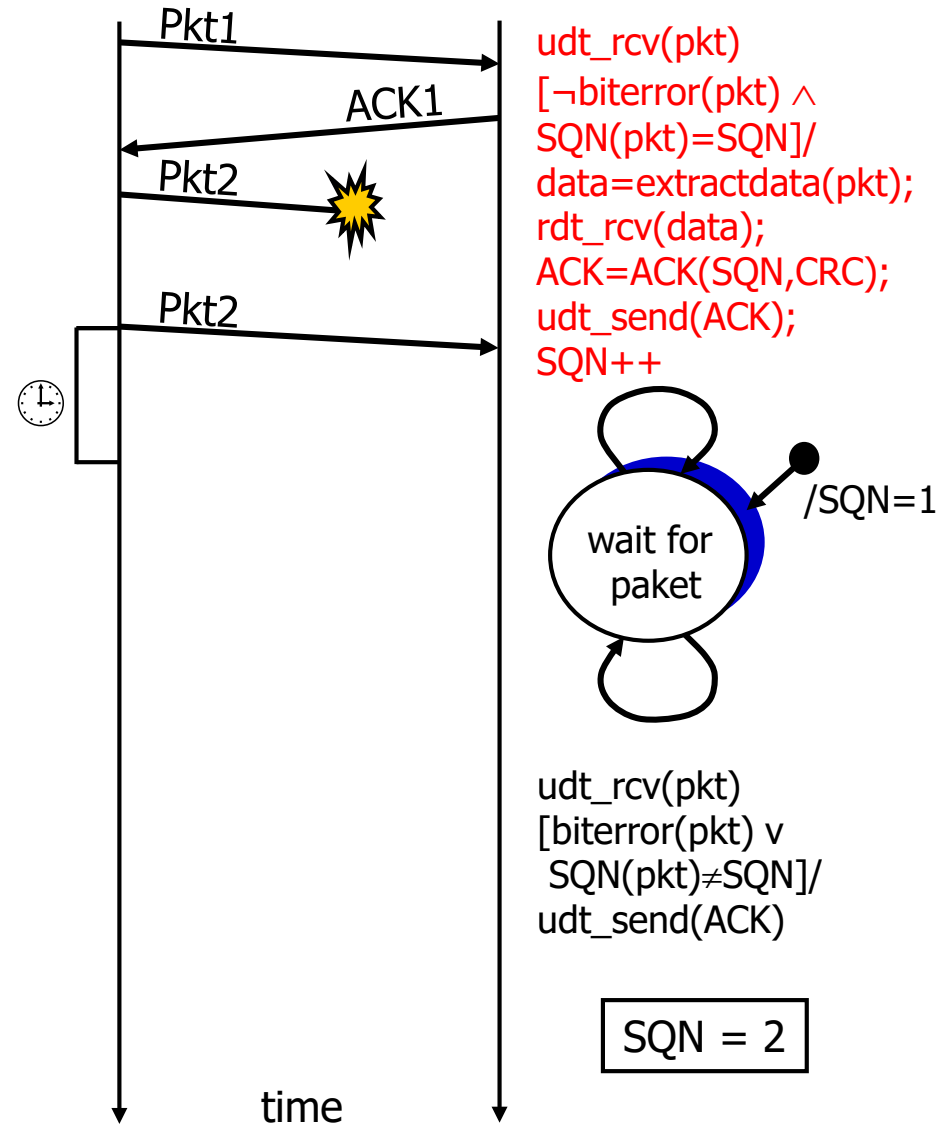 Pkt1
ACK1
Pkt2
Pkt2
time
udt_rcv(pkt)
[¬biterror(pkt) ∧
SQN(pkt)=SQN]/
data=extractdata(pkt);
rdt_rcv(data);
ACK=ACK(SQN,CRC);
udt_send(ACK);
SQN++
/SQN=1
wait for
paket
udt_rcv(pkt)
[biterror(pkt) v
SQN(pkt)≠SQN]/
udt_send(ACK)
SQN = 2